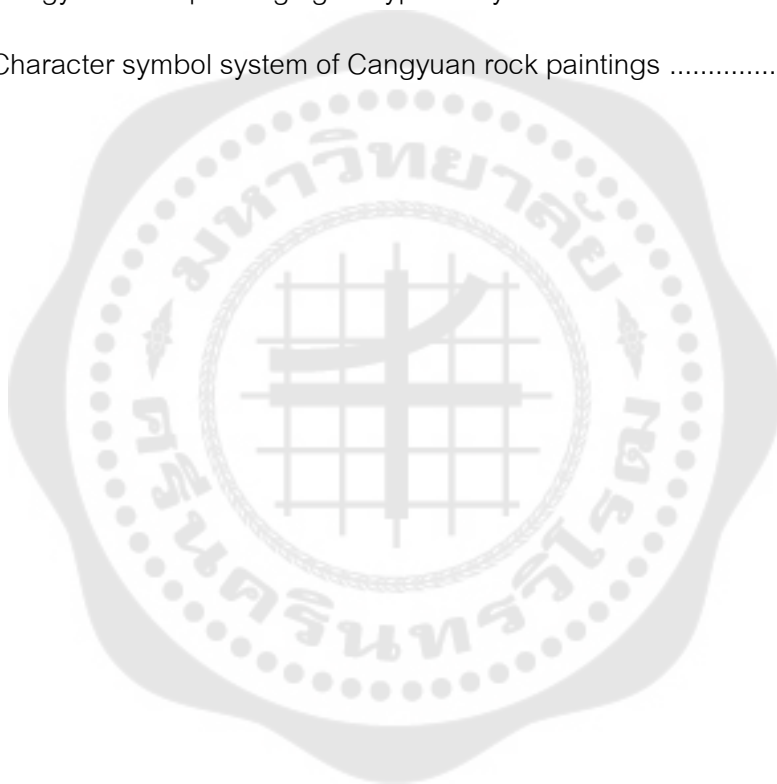 Character symbol system of Cangyuan rock paintings ..............
มหาวิทยาลัย
ศรีนครินทรวิโรฒ